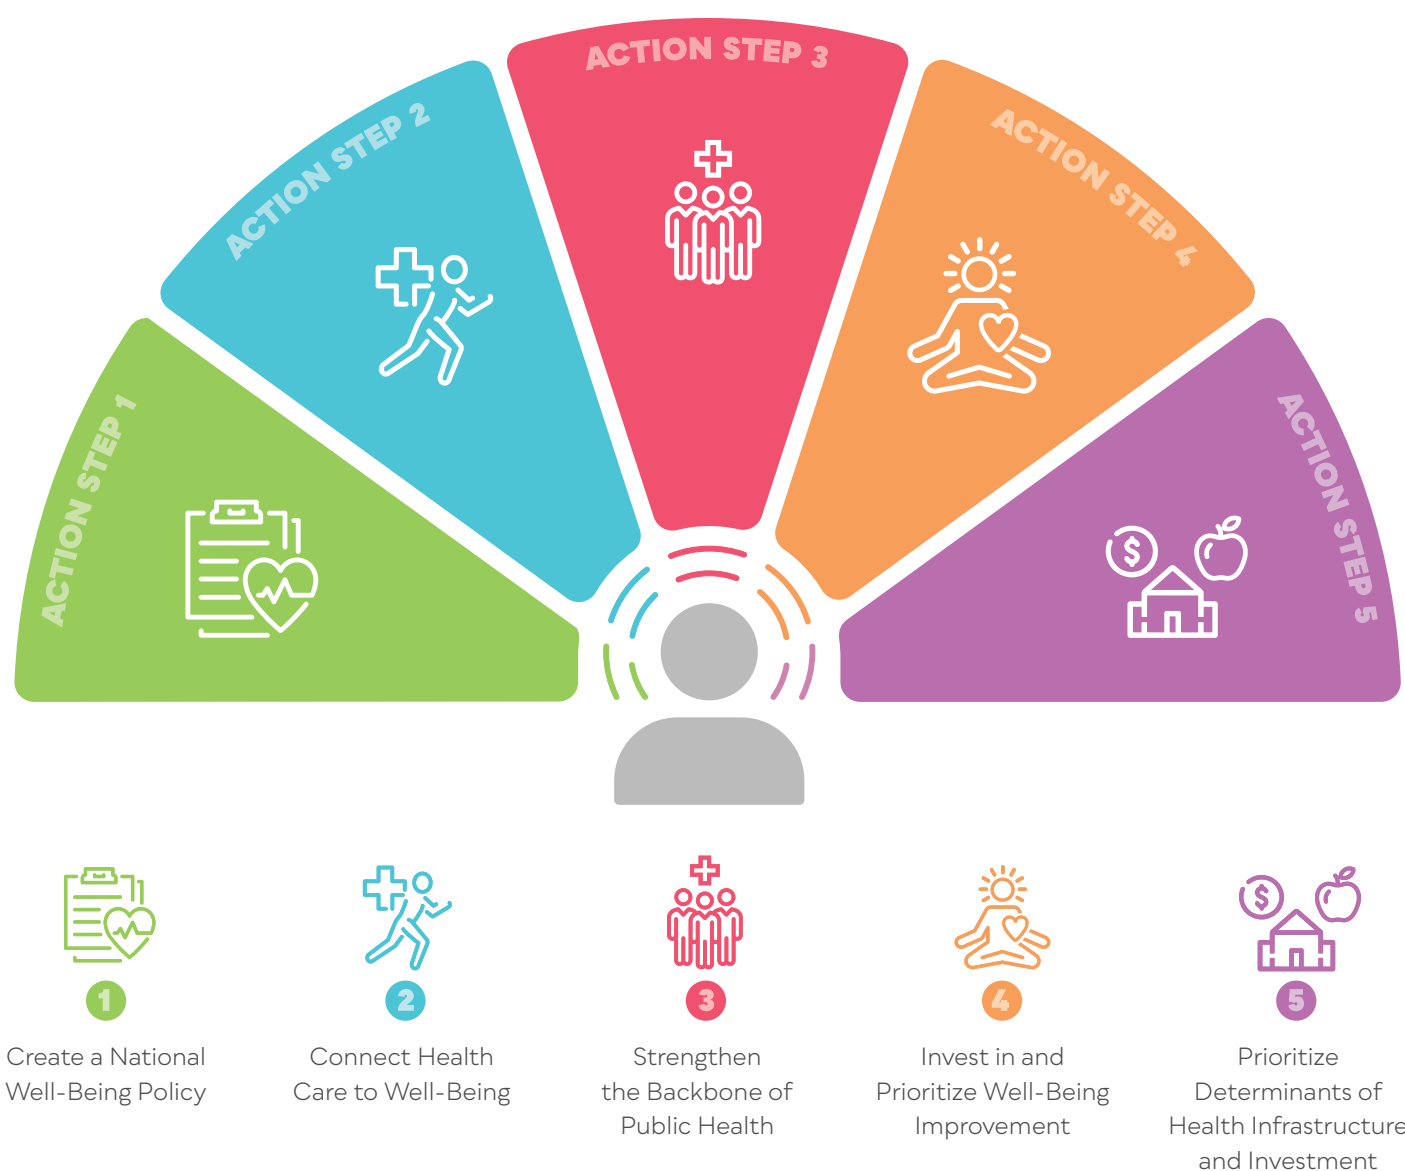 ACTION STEP 1
ACTION STEP 2
ACTION STEP 3
ACTION STEP 4
ACTION STEP 5
$
$
1
Create a National
Well-Being Policy
2
Connect Health
Care to Well-Being
3
Strengthen
the Backbone of
Public Health
4
Invest in and
Prioritize Well-Being
Improvement
5
Prioritize
Determinants of
Health Infrastructure
and Investment